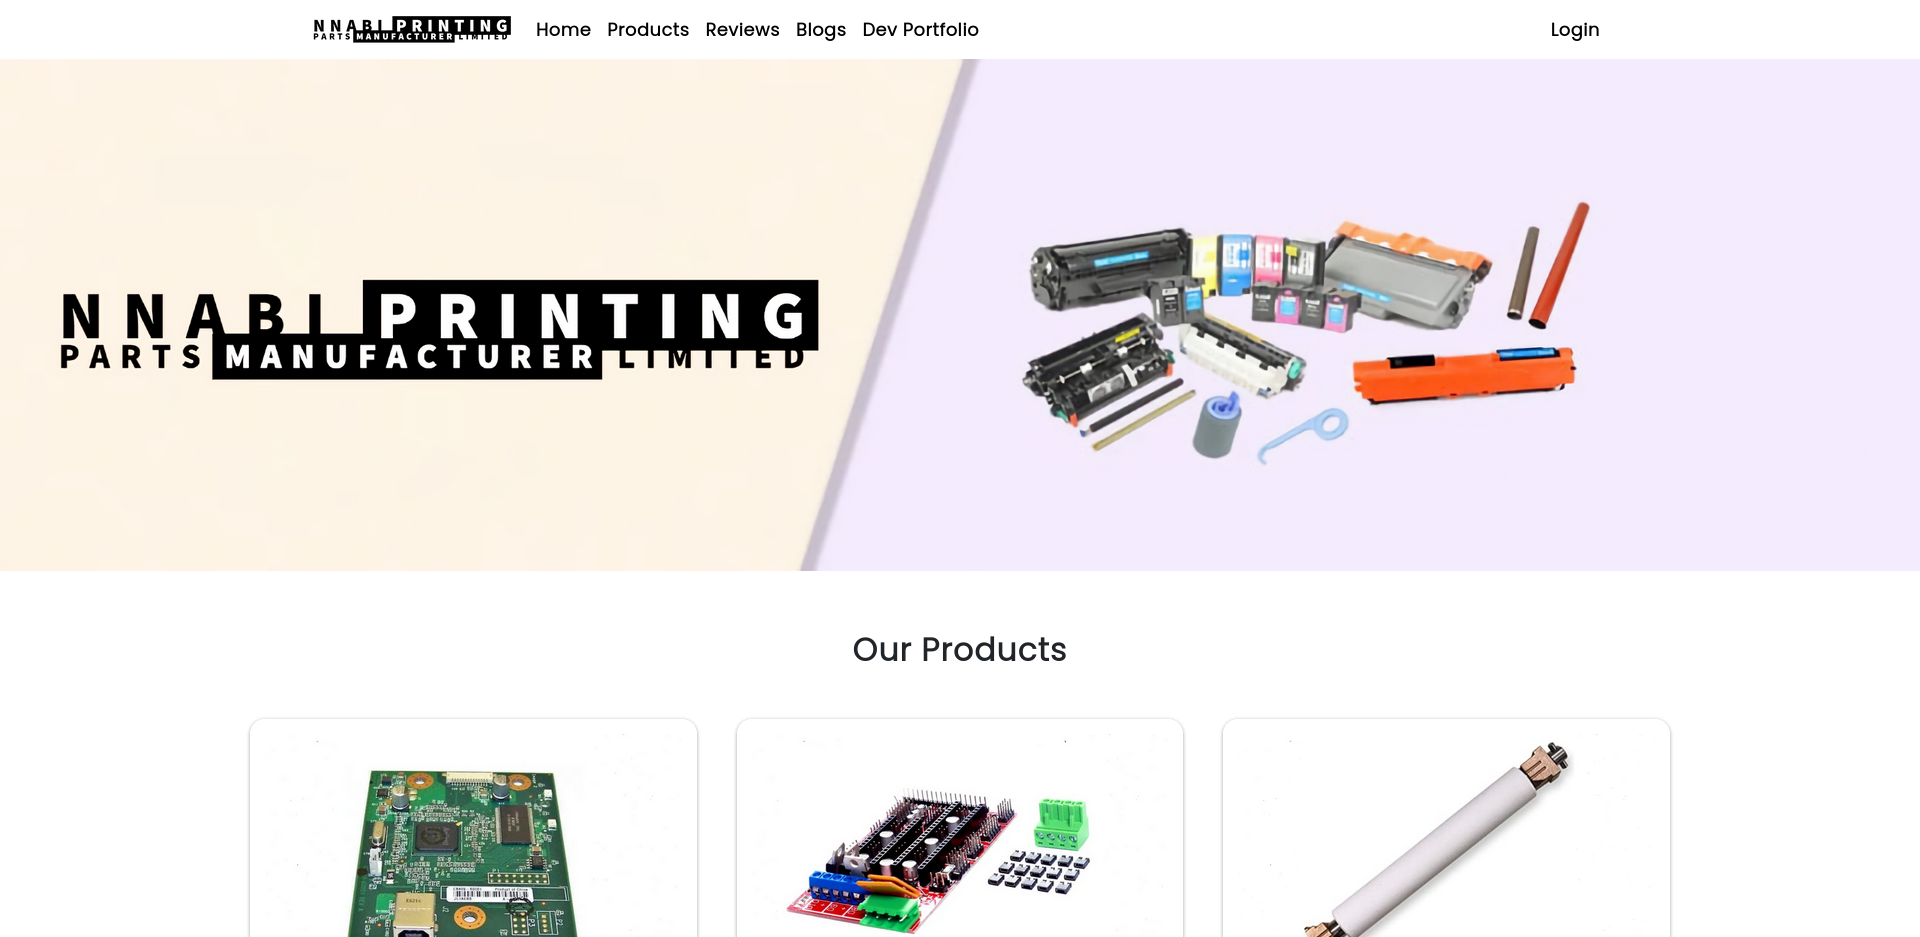 NNABI PRINTING
PARTS MANUFACTURER LIMITED
Home Products Reviews Blogs Dev Portfolio Login
NNABI PRINTING
PARTS MANUFACTURER LIMITED
Our Products